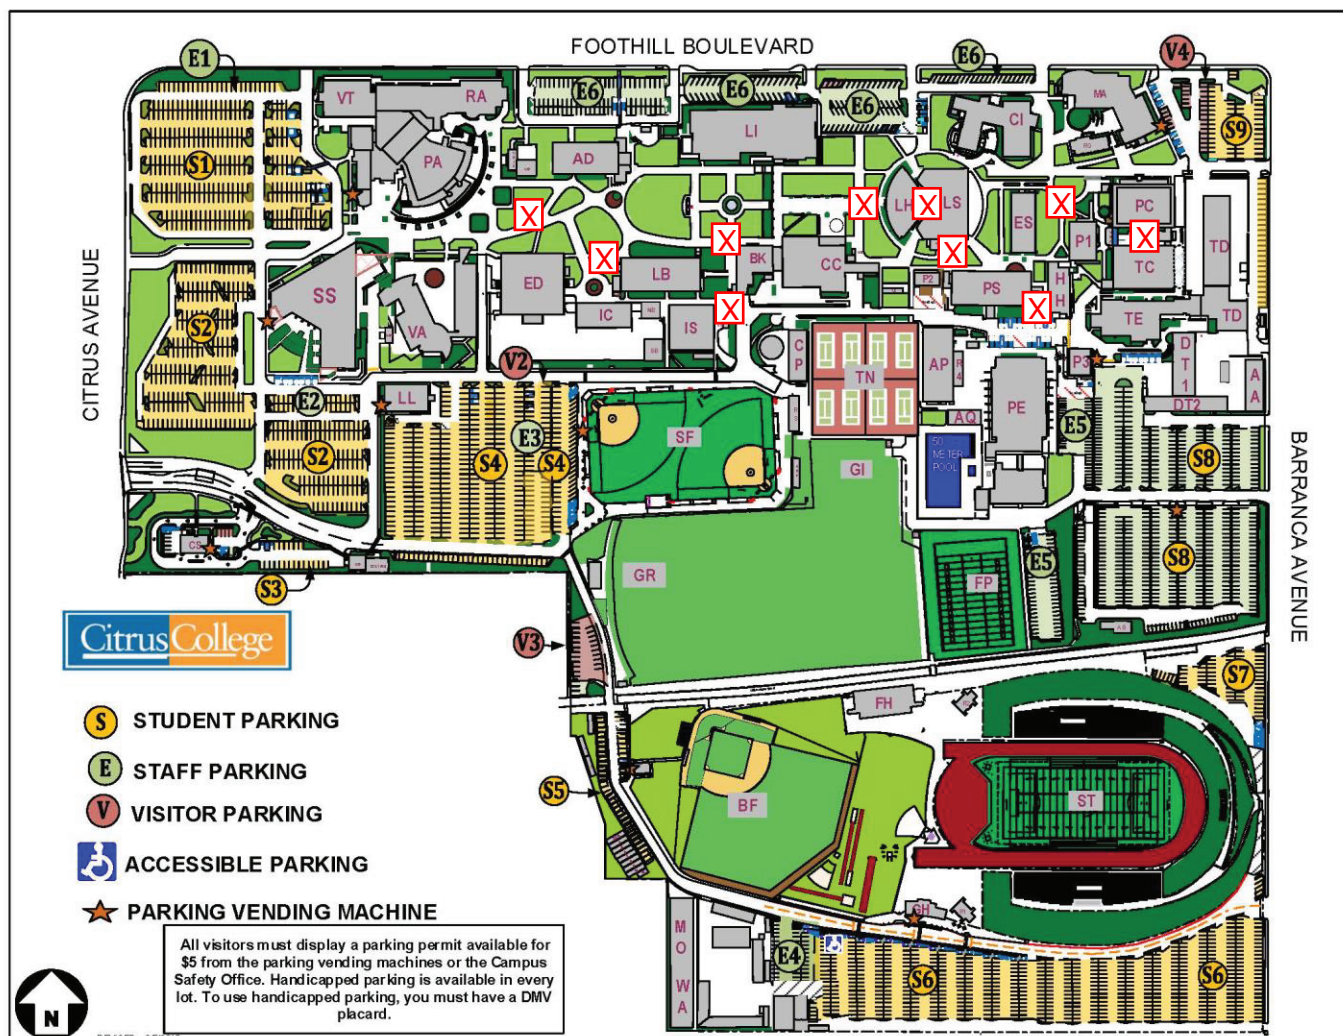 FOOTHILL BOULEVARD
E1
E6
V4
VT
RA
E6
E6
E6
MA
CI
S9
S1
PA
AD
LI
RG
X
X
LH
X
LS
X
ES
PC
X
P1
X
TD
X
X
X
TC
CITRUS AVENUE
SS
VA
ED
LB
BK
CC
P2
PS
H
H
X
X
IC
IS
TE
TD
S2
V2
C
P
TN
AP
R
4
P3
D
T
1
A
A
DT2
E2
LL
E3
S4
S4
SF
AQ
PE
E5
S2
50
METER
POOL
GI
S8
BARRANCA AVENUE
CS
S3
GR
FP
E5
S8
Citrus College
V3
S7
FH
S STUDENT PARKING
E STAFF PARKING
V VISITOR PARKING
ACCESSIBLE PARKING
PARKING VENDING MACHINE
S5
BF
ST
GH
M
O
W
A
E4
S6
S6
All visitors must display a parking permit available for
$5 from the parking vending machines or the Campus
Safety Office. Handicapped parking is available in every
lot. To use handicapped parking, you must have a DMV
placard.
N